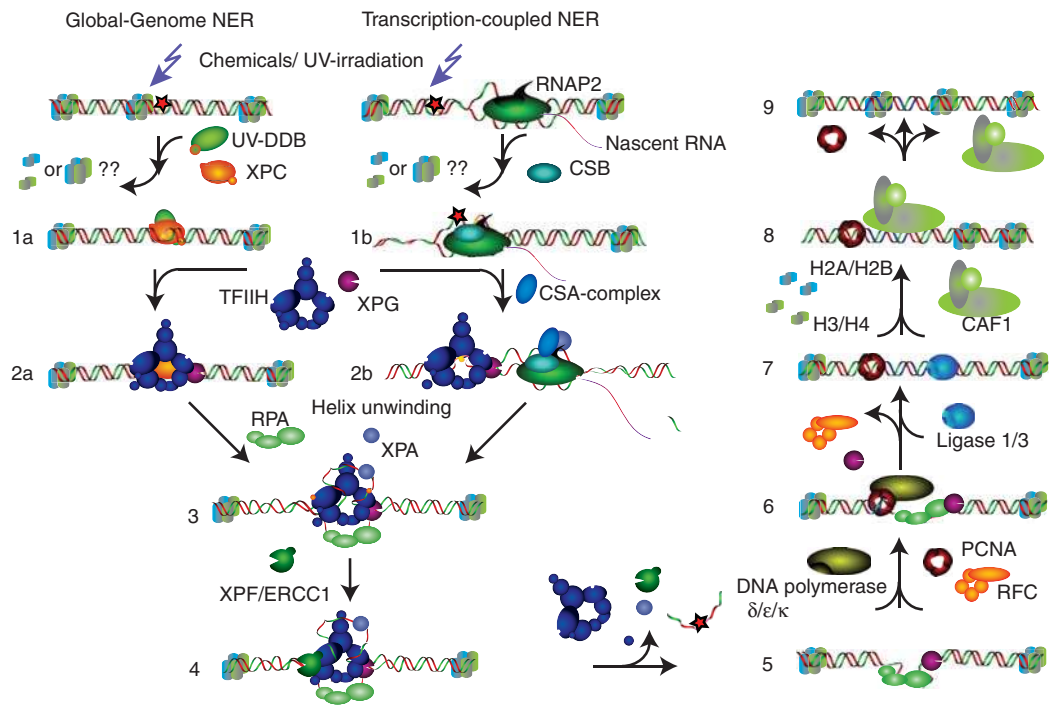 Global-Genome NER
Transcription-coupled NER
Chemicals/ UV-irradiation
RNAP2
Nascent RNA
UV-DDB
or ??
XPC
or ??
CSB
1a
1b
TFIIH
XPG
CSA-complex
2a
2b
Helix unwinding
RPA
XPA
3
XPF/ERCC1
4
5
DNA polymerase
δ/ε/κ
PCNA
RFC
6
Ligase 1/3
7
H2A/H2B
H3/H4
CAF1
8
9